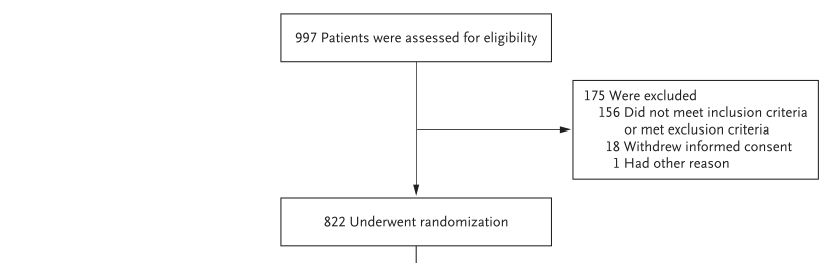 997 Patients were assessed for eligibility
175 Were excluded
156 Did not meet inclusion criteria
or met exclusion criteria
18 Withdrew informed consent
1 Had other reason
822 Underwent randomization